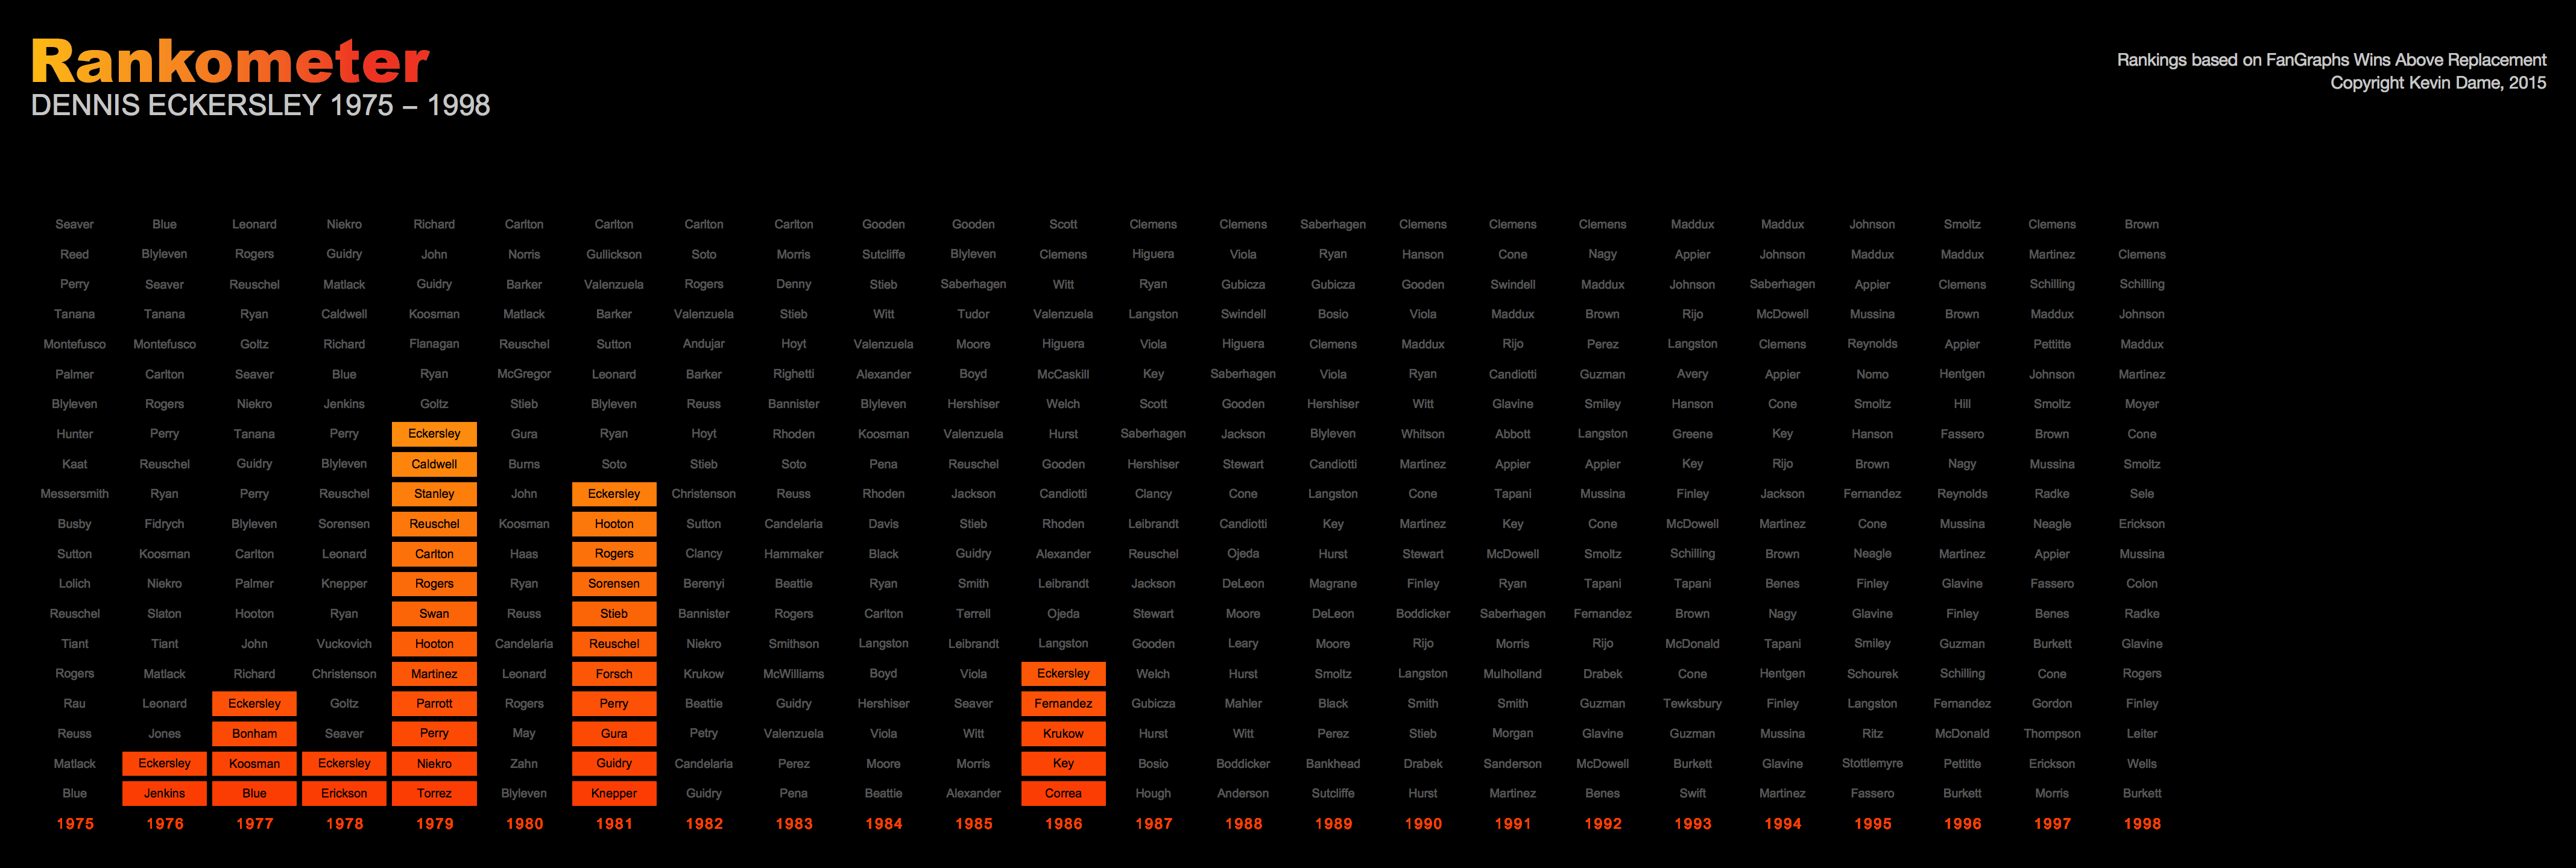 Rankometer
DENNIS ECKERSLEY 1975 – 1998
Rankings based on FanGraphs Wins Above Replacement
Copyright Kevin Dame, 2015
Seaver Blue Leonard Niekro Richard Carlton Carlton Carlton Carlton Gooden Gooden Scott Clemens Clemens Saberhagen Clemens Clemens Clemens Maddux Maddux Johnson Smoltz Clemens Brown
Reed Blyleven Rogers Guidry John Norris Gullickson Soto Morris Sutcliffe Blyleven Clemens Higuera Viola Ryan Hanson Cone Nagy Appier Johnson Maddux Maddux Martinez Clemens
Perry Seaver Reuschel Matlack Guidry Barker Valenzuela Rogers Denny Stieb Saberhagen Witt Ryan Gubicza Gubicza Gooden Swindell Maddux Johnson Saberhagen Appier Clemens Schilling Schilling
Tanana Tanana Ryan Caldwell Koosman Matlack Barker Valenzuela Stieb Witt Tudor Valenzuela Langston Swindell Bosio Viola Maddux Brown Rijo McDowell Mussina Brown Maddux Johnson
Montefusco Montefusco Goltz Richard Flanagan Reuschel Sutton Andujar Hoyt Valenzuela Moore Higuera Viola Higuera Clemens Maddux Rijo Perez Langston Clemens Reynolds Appier Pettitte Maddux
Palmer Carlton Seaver Blue Ryan McGregor Leonard Barker Righetti Alexander Boyd McCaskill Key Saberhagen Viola Ryan Candiotti Guzman Avery Appier Nomo Hentgen Johnson Martinez
Blyleven Rogers Niekro Jenkins Goltz Stieb Blyleven Reuss Bannister Blyleven Hershiser Welch Scott Gooden Hershiser Witt Glavine Smiley Hanson Cone Smoltz Hill Smoltz Moyer
Hunter Perry Tanana Perry Eckersley Gura Ryan Hoyt Rhoden Koosman Valenzuela Hurst Saberhagen Jackson Blyleven Whitson Abbott Langston Greene Key Hanson Fassero Brown Cone
Kaat Reuschel Guidry Blyleven Caldwell Burns Soto Stieb Soto Pena Reuschel Gooden Hershiser Stewart Candiotti Martinez Appier Appier Key Rijo Brown Nagy Mussina Smoltz
Messersmith Ryan Perry Reuschel Stanley John Eckersley Christenson Reuss Rhoden Jackson Candiotti Clancy Cone Langston Cone Tapani Mussina Finley Jackson Fernandez Reynolds Radke Sele
Busby Fidrych Blyleven Sorensen Reuschel Koosman Hooton Sutton Candelaria Davis Stieb Rhoden Leibrandt Candiotti Key Martinez Key Cone McDowell Martinez Cone Mussina Neagle Erickson
Sutton Koosman Carlton Leonard Carlton Haas Rogers Clancy Hammaker Black Guidry Alexander Reuschel Ojeda Hurst Stewart McDowell Smoltz Schilling Brown Neagle Martinez Appier Mussina
Lolich Niekro Palmer Knepper Rogers Ryan Sorensen Berenyi Beattie Ryan Smith Leibrandt Jackson DeLeon Magrane Finley Ryan Tapani Tapani Benes Finley Glavine Fassero Colon
Reuschel Slaton Hooton Ryan Swan Reuss Stieb Bannister Rogers Carlton Terrell Ojeda Stewart Moore DeLeon Boddicker Saberhagen Fernandez Brown Nagy Glavine Finley Benes Radke
Tiant Tiant John Vuckovich Hooton Candelaria Reuschel Niekro Smithson Langston Leibrandt Langston Gooden Leary Moore Rijo Morris Rijo McDonald Tapani Smiley Guzman Burkett Glavine
Rogers Matlack Richard Christenson Martinez Leonard Forsch Krukow McWilliams Boyd Viola Eckersley Welch Hurst Smoltz Langston Mulholland Drabek Cone Hentgen Schourek Schilling Cone Rogers
Rau Leonard Eckersley Goltz Parrott Rogers Perry Beattie Guidry Hershiser Seaver Fernandez Gubicza Mahler Black Smith Smith Guzman Tewksbury Finley Langston Fernandez Gordon Finley
Reuss Jones Bonham Seaver Perry May Gura Petry Valenzuela Viola Witt Krukow Hurst Witt Perez Stieb Morgan Glavine Guzman Mussina Ritz McDonald Thompson Leiter
Matlack Eckersley Koosman Eckersley Niekro Zahn Guidry Candelaria Perez Moore Morris Key Bosio Boddicker Bankhead Drabek Sanderson McDowell Burkett Glavine Stottlemyre Pettitte Erickson Wells
Blue Jenkins Blue Erickson Torrez Blyleven Knepper Guidry Pena Beattie Alexander Correa Hough Anderson Sutcliffe Hurst Martinez Benes Swift Martinez Fassero Burkett Morris Burkett
1975 1976 1977 1978 1979 1980 1981 1982 1983 1984 1985 1986 1987 1988 1989 1990 1991 1992 1993 1994 1995 1996 1997 1998